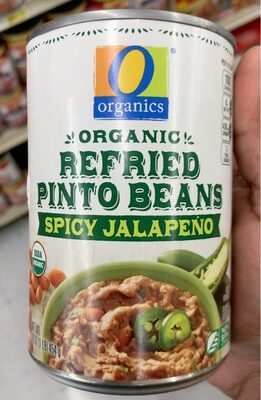 O
organics
ORGANIC
REFRIED
PINTO BEANS
SPICY JALAPEÑO
USDA
ORGANIC